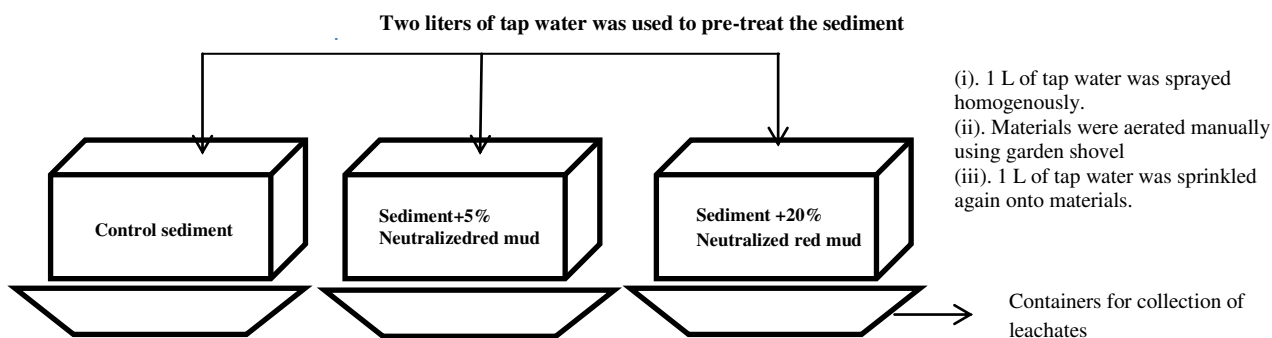 Two liters of tap water was used to pre-treat the sediment
(i). 1 L of tap water was sprayed
homogenously.
(ii). Materials were aerated manually
using garden shovel
(iii). 1 L of tap water was sprinkled
again onto materials.
Control sediment
Sediment+5%
Neutralizedred mud
Sediment +20%
Neutralized red mud
Containers for collection of
leachates